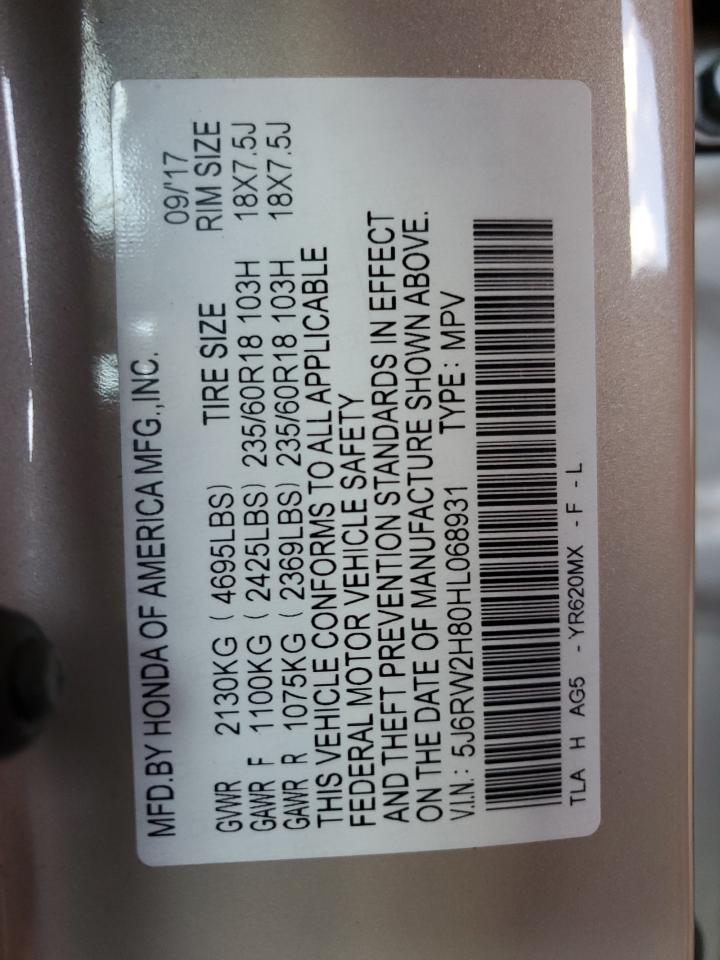 MFD.BY HONDA OF AMERICA MFG.,INC. 09/'17
TIRE SIZE RIM SIZE
GVWR 2130KG ( 4695LBS)
GAWR F 1100KG ( 2425LBS) 235/60R18 103H 18X7.5J
GAWR R 1075KG ( 2369LBS) 235/60R18 103H 18X7.5J
THIS VEHICLE CONFORMS TO ALL APPLICABLE
FEDERAL MOTOR VEHICLE SAFETY
AND THEFT PREVENTION STANDARDS IN EFFECT
ON THE DATE OF MANUFACTURE SHOWN ABOVE.
V.I.N.: 5J6RW2H80HL068931 TYPE: MPV
TLA H AG5 - YR620MX - F - L